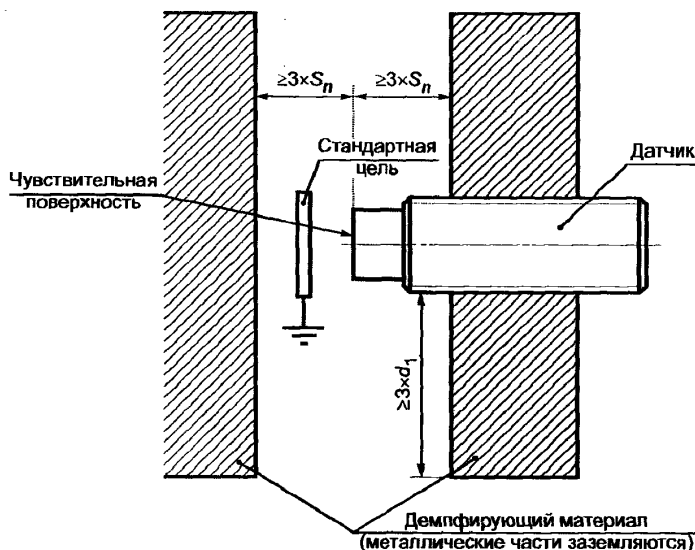 ≥3×Sn ≥3×Sn
Стандартная
цель
Датчик
Чувствительная
поверхность
≥3×d1
Демпфирующий материал
(металлические части заземляются)